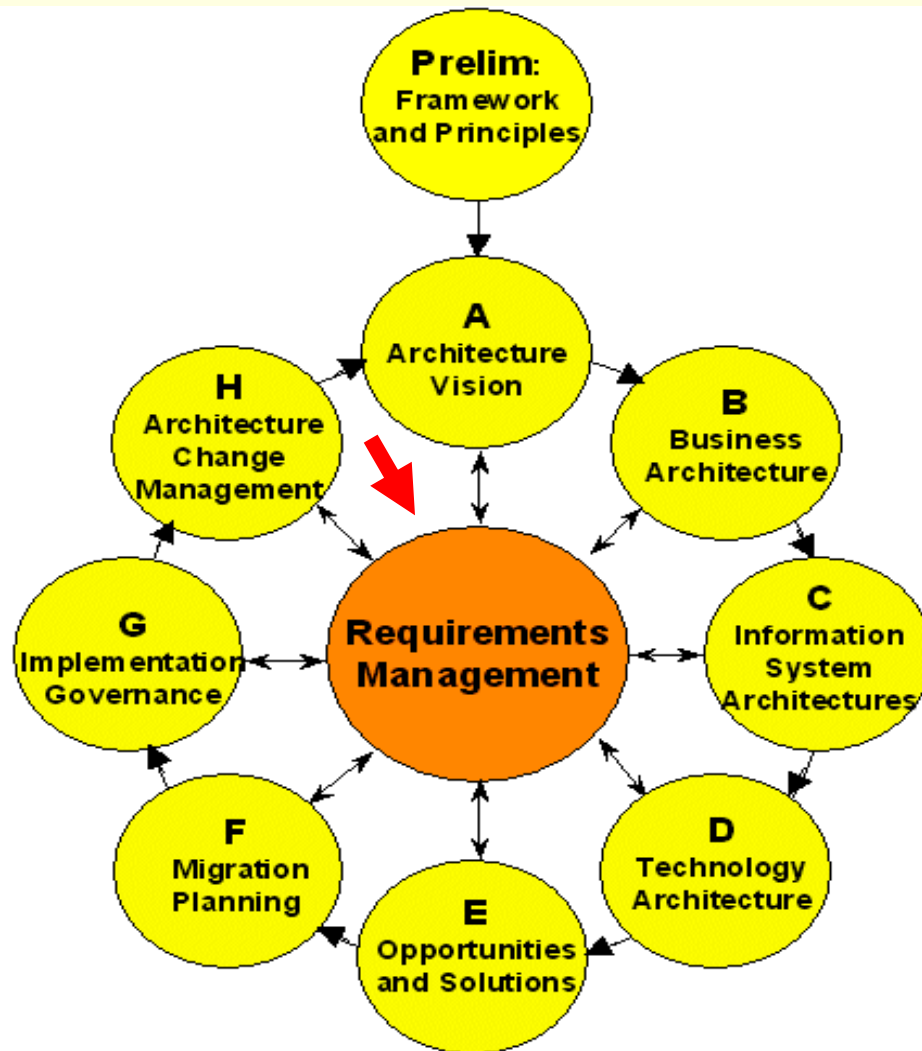 Prelim:
Framework
and Principles
A
Architecture
Vision
H
Architecture
Change
Management
B
Business
Architecture
Requirements
Management
G
Implementation
Governance
C
Information
System
Architectures
F
Migration
Planning
D
Technology
Architecture
E
Opportunities
and Solutions